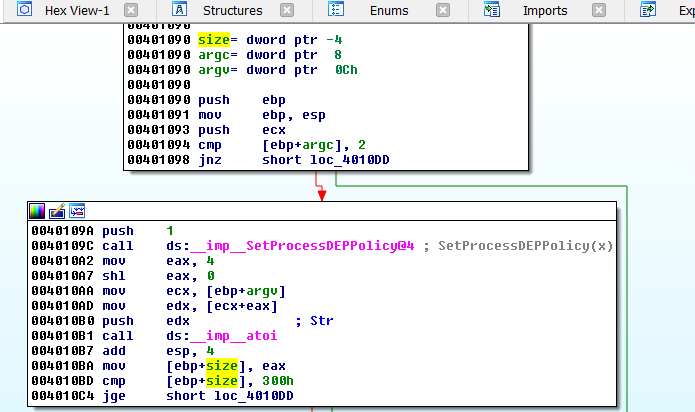 Hex View-1 Structures Enums Imports
00401090 size= dword ptr -4
00401090 argc= dword ptr  8
00401090 argv= dword ptr  0Ch
00401090
00401090 push    ebp
00401091 mov     ebp, esp
00401093 push    ecx
00401094 cmp     [ebp+argc], 2
00401098 jnz     short loc_4010DD
0040109A push    1
0040109C call    ds:__imp__SetProcessDEPPolicy@4 ; SetProcessDEPPolicy(x)
004010A2 mov     eax, 4
004010A7 shl     eax, 0
004010AA mov     ecx, [ebp+argv]
004010AD mov     edx, [ecx+eax]
004010B0 push    edx             ; Str
004010B1 call    ds:__imp__atoi
004010B7 add     esp, 4
004010BA mov     [ebp+size], eax
004010BD cmp     [ebp+size], 300h
004010C4 jge     short loc_4010DD